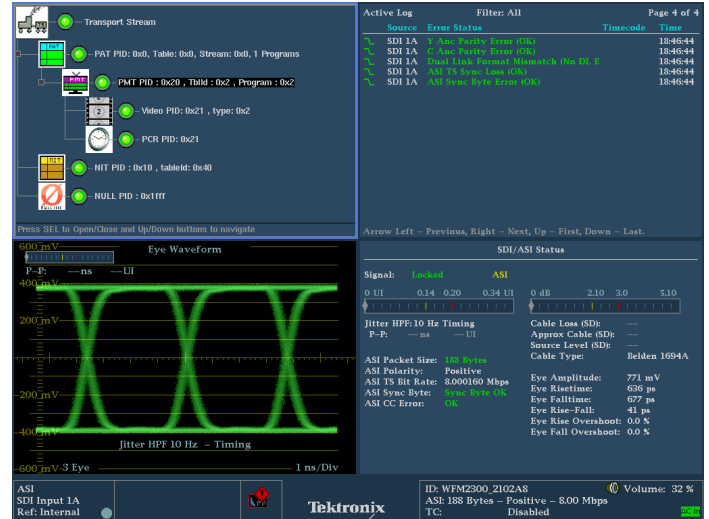 Transport Stream
PAT
PAT PID: 0x0, Table: 0x0, Stream: 0x0, 1 Programs
PMT
PMT PID : 0x20 , TblId : 0x2 , Program : 0x2
2
Video PID: 0x21 , type: 0x2
PCR PID: 0x21
NIT
NIT PID : 0x10 , tableId: 0x40
NULL PID : 0x1fff
Press SEL to Open/Close and Up/Down buttons to navigate
Active Log Filter: All Page 4 of 4
Source Error Status Timecode Time
SDI 1A Y Anc Parity Error (OK) 18:46:44
SDI 1A C Anc Parity Error (OK) 18:46:44
SDI 1A Dual Link Format Mismatch (No DL E 18:46:44
SDI 1A ASI TS Sync Loss (OK) 18:46:44
SDI 1A ASI Sync Byte Error (OK) 18:46:44
Arrow Left – Previous, Right – Next, Up – First, Down – Last.
600 mV
Eye Waveform
P–P: ––ns ––UI
400 mV
200 mV
–200 mV
–400 mV
Jitter HPF 10 Hz – Timing
–600 mV
3 Eye
1 ns/Div
SDI/ASI Status
Signal: Locked ASI
0 UI 0.14 0.20 0.34 UI
0 dB 2.10 3.0 5.10
Jitter HPF: 10 Hz Timing
P–P: ––ns ––UI
ASI Packet Size: 188 Bytes
ASI Polarity: Positive
ASI TS Bit Rate: 8.000160 Mbps
ASI Sync Byte: Sync Byte OK
ASI CC Error: OK
Cable Loss (SD): ––
Approx Cable (SD): ––
Source Level (SD): ––
Cable Type: Belden 1694A
Eye Amplitude: 771 mV
Eye Risetime: 636 ps
Eye Falltime: 677 ps
Eye Rise–Fall: 41 ps
Eye Rise Overshoot: 0.0 %
Eye Fall Overshoot: 0.0 %
ASI
SDI Input 1A
Ref: Internal
Tektronix
ID: WFM2300_2102A8 Volume: 32 %
ASI: 188 Bytes – Positive – 8.00 Mbps
TC: Disabled
AC In